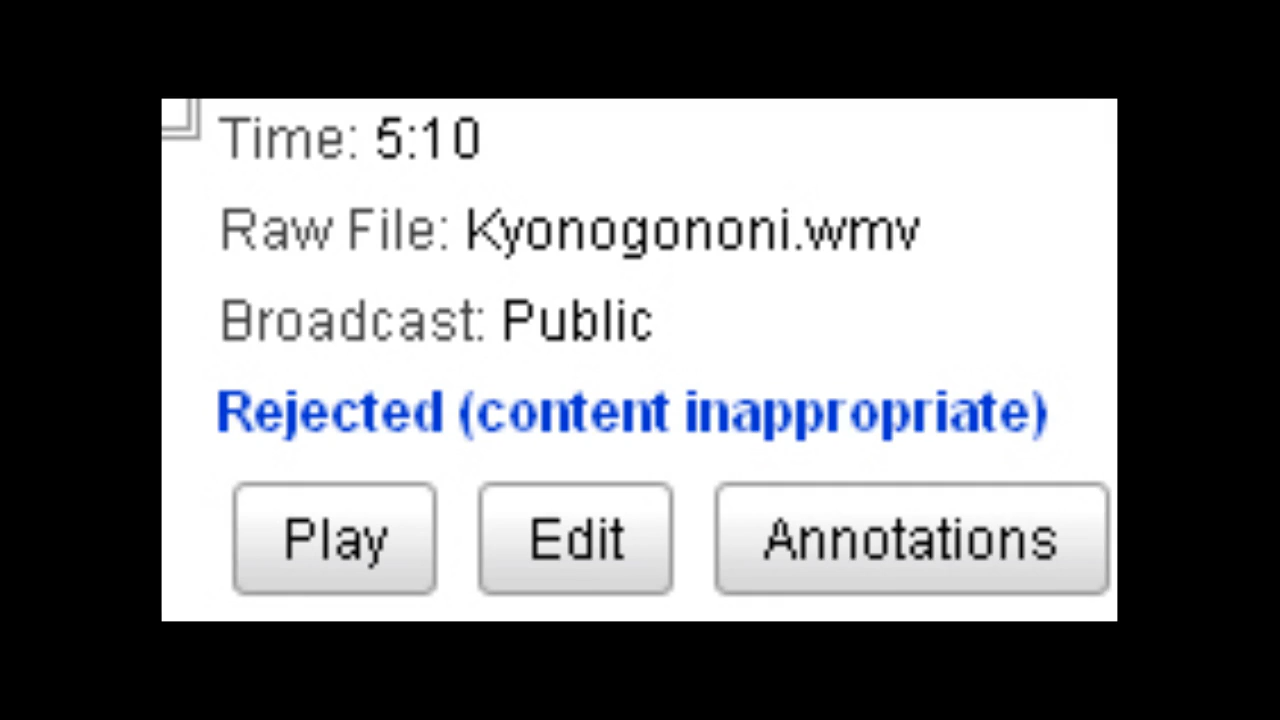 Time: 5:10
Raw File: Kyonogononi.wmv
Broadcast: Public
Rejected (content inappropriate)
Play Edit Annotations